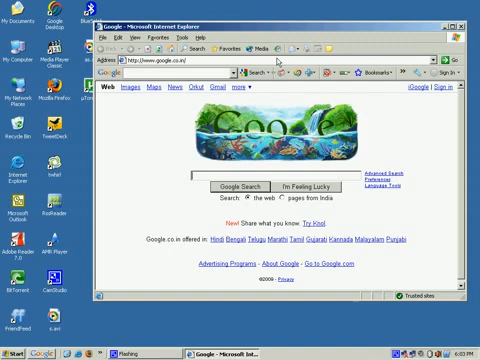 My Documents
Google Desktop
My Computer
Media Player Classic
Recycle Bin
Mozilla Firefox
TweetDeck
Internet Explorer
twhirl
Microsoft Outlook
RssReader
Adobe Reader 7.0
AMR Player
BitTorrent
CamStudio
FriendFeed
s.avi
Google - Microsoft Internet Explorer
File Edit View Favorites Tools Help
Back Search Favorites Media
Address http://www.google.co.in/ Go
Google Search Bookmarks Sign In
Web Images Maps News Orkut Gmail more ▼ iGoogle | Sign in
Google
Advanced Search
Preferences
Language Tools
Google Search I'm Feeling Lucky
Search: the web pages from India
New! Share what you know. Try Knol.
Google.co.in offered in: Hindi Bengali Telugu Marathi Tamil Gujarati Kannada Malayalam Punjabi
Advertising Programs - About Google - Go to Google.com
©2009 - Privacy
Trusted sites
Start Google Flashing Google - Microsoft Int... 6:03 PM